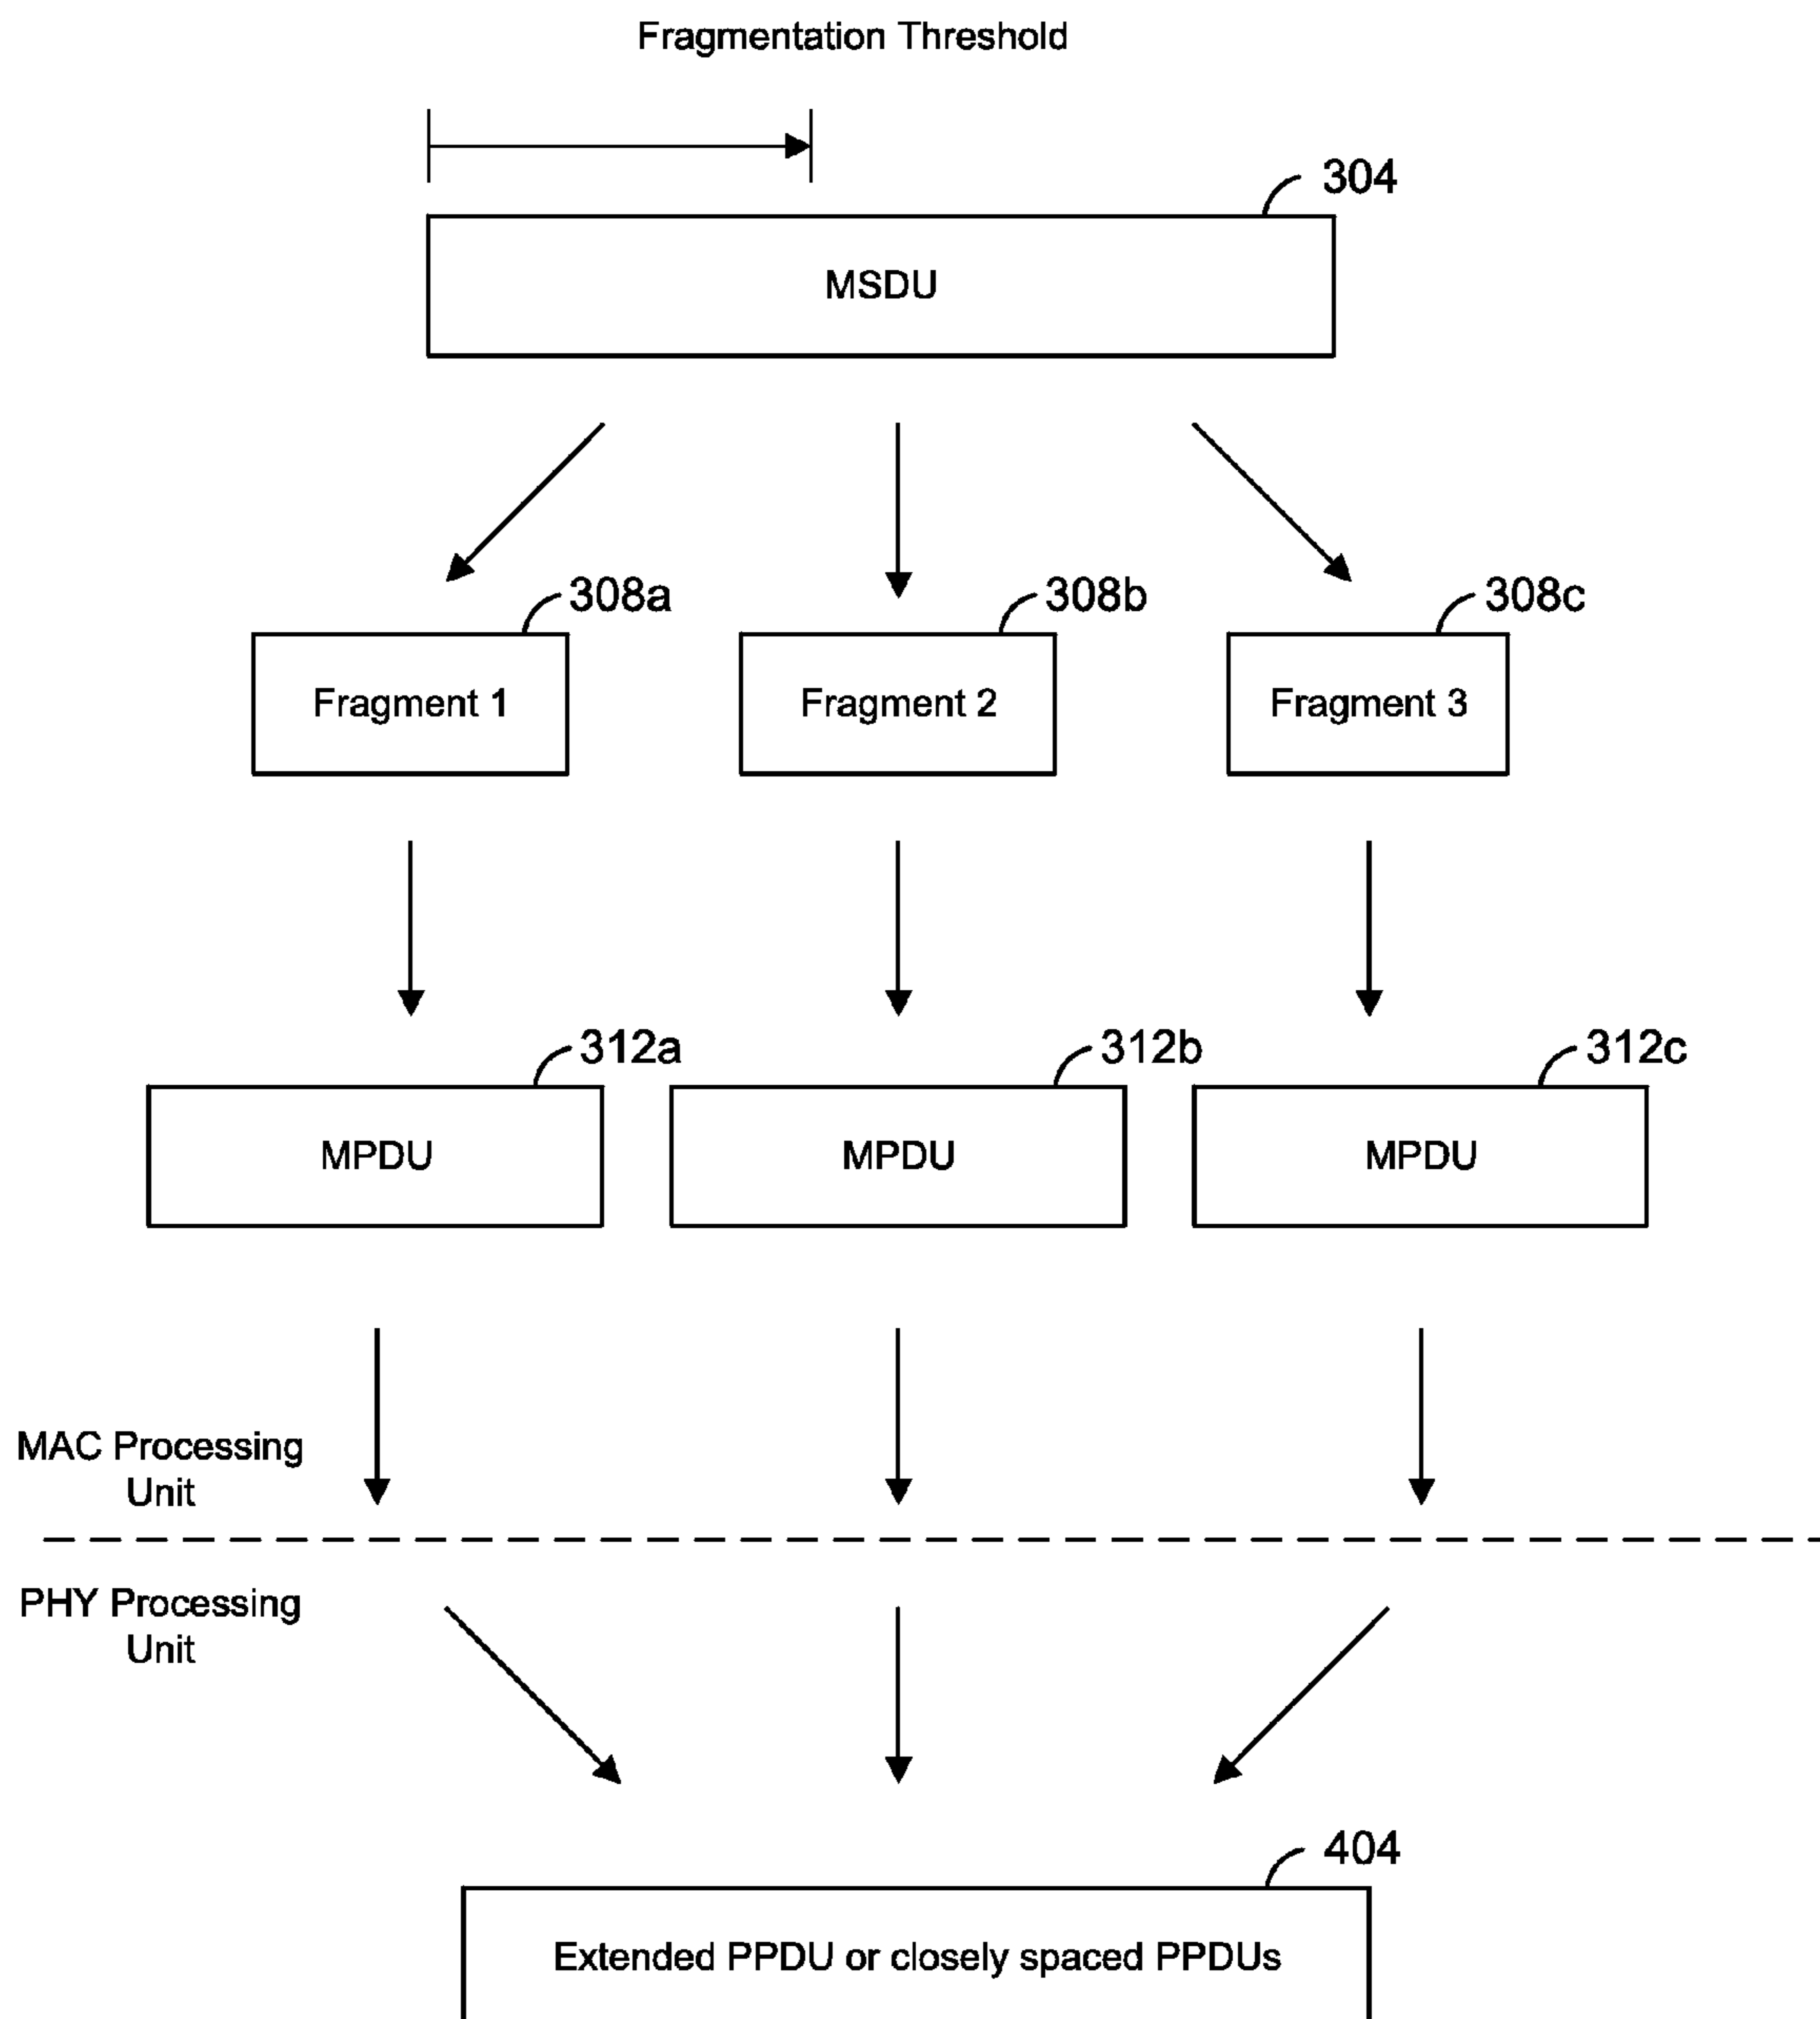 Fragmentation Threshold
304
MSDU
308a
308b
308c
Fragment 1
Fragment 2
Fragment 3
312a
312b
312c
MPDU
MPDU
MPDU
MAC Processing
Unit
PHY Processing
Unit
404
Extended PPDU or closely spaced PPDUs